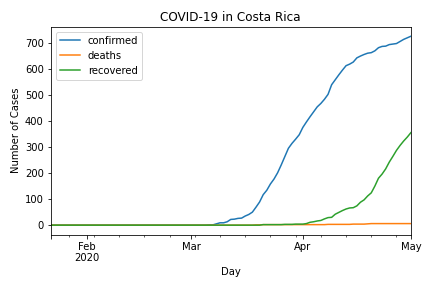 COVID-19 in Costa Rica
confirmed
deaths
recovered
Number of Cases
700
600
500
400
300
200
100
0
Feb
2020
Mar
Apr
May
Day